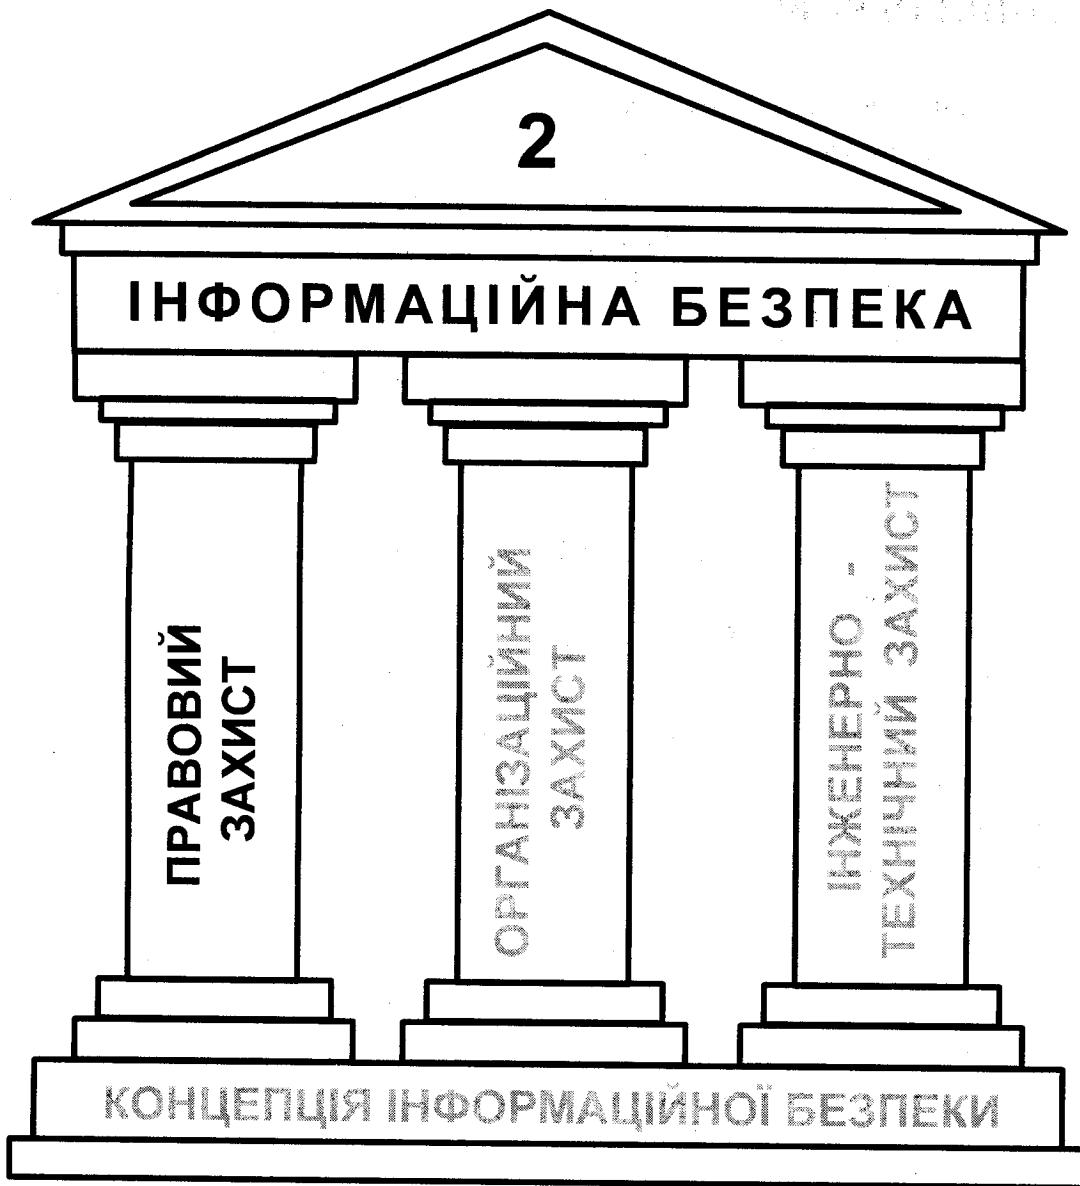 2
ІНФОРМАЦІЙНА БЕЗПЕКА
ПРАВОВИЙ
ЗАХИСТ
ОРГАНІЗАЦІЙНИЙ
ЗАХИСТ
ІНЖЕНЕРНО -
ТЕХНІЧНИЙ ЗАХИСТ
КОНЦЕПЦІЯ ІНФОРМАЦІЙНОЇ БЕЗПЕКИ